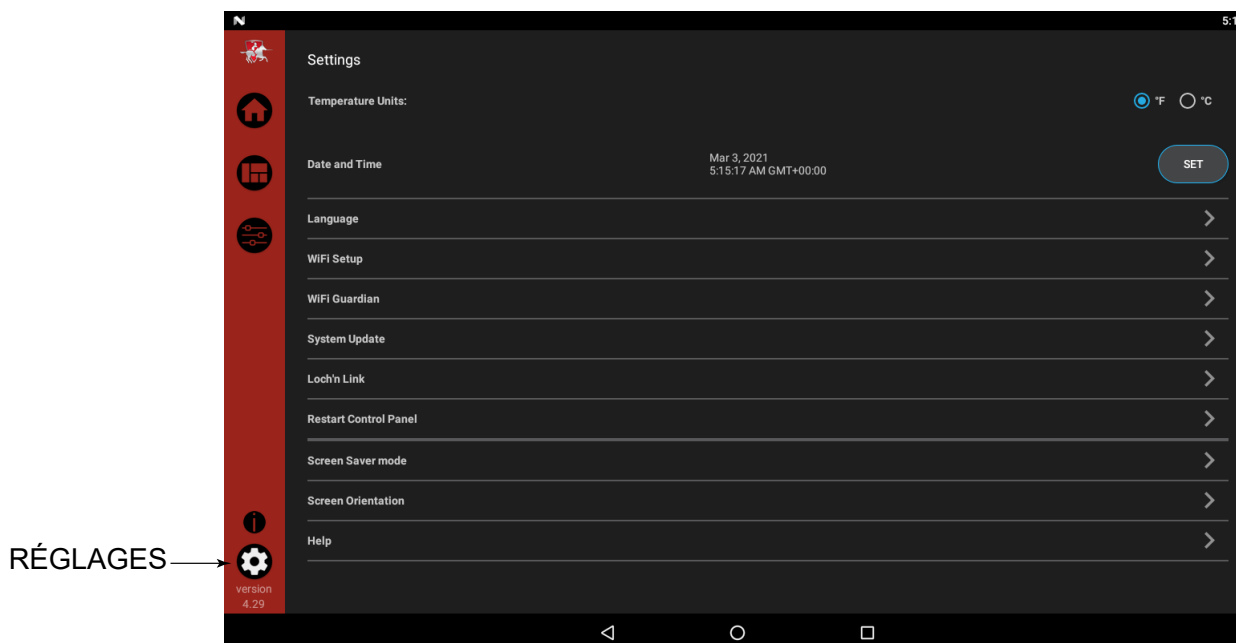 5:1
Settings
Temperature Units:
°F
°C
Date and Time
Mar 3, 2021
5:15:17 AM GMT+00:00
SET
Language
WiFi Setup
WiFi Guardian
System Update
Loch'n Link
Restart Control Panel
Screen Saver mode
Screen Orientation
Help
RÉGLAGES
version
4.29